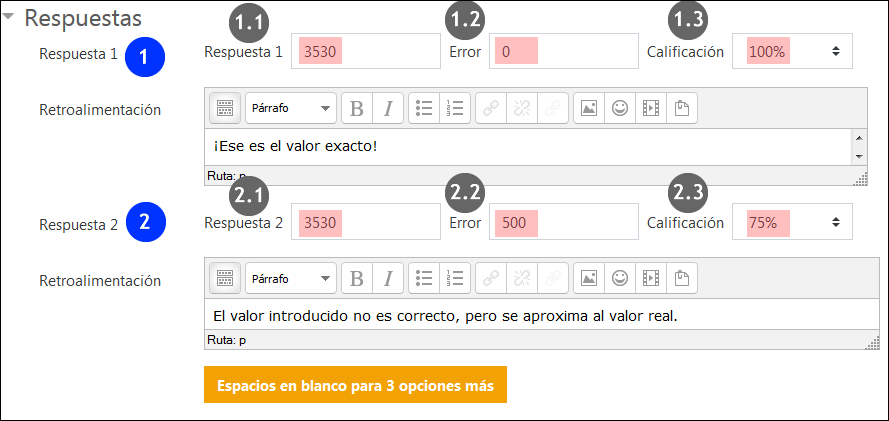 Respuestas
1.1 1.2 1.3
Respuesta 1 1 Respuesta 1 3530 Error 0 Calificación 100%
Retroalimentación
Párrafo B I
¡Ese es el valor exacto!
Ruta: p
2.1 2.2 2.3
Respuesta 2 2 Respuesta 2 3530 Error 500 Calificación 75%
Retroalimentación
Párrafo B I
El valor introducido no es correcto, pero se aproxima al valor real.
Ruta: p
Espacios en blanco para 3 opciones más